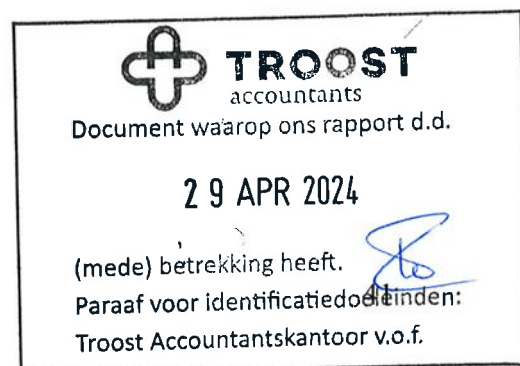 TROOST
accountants
Document waarop ons rapport d.d.
29 APR 2024
(mede) betrekking heeft.
Paraaf voor identificatiedoeleinden:
Troost Accountantskantoor v.o.f.